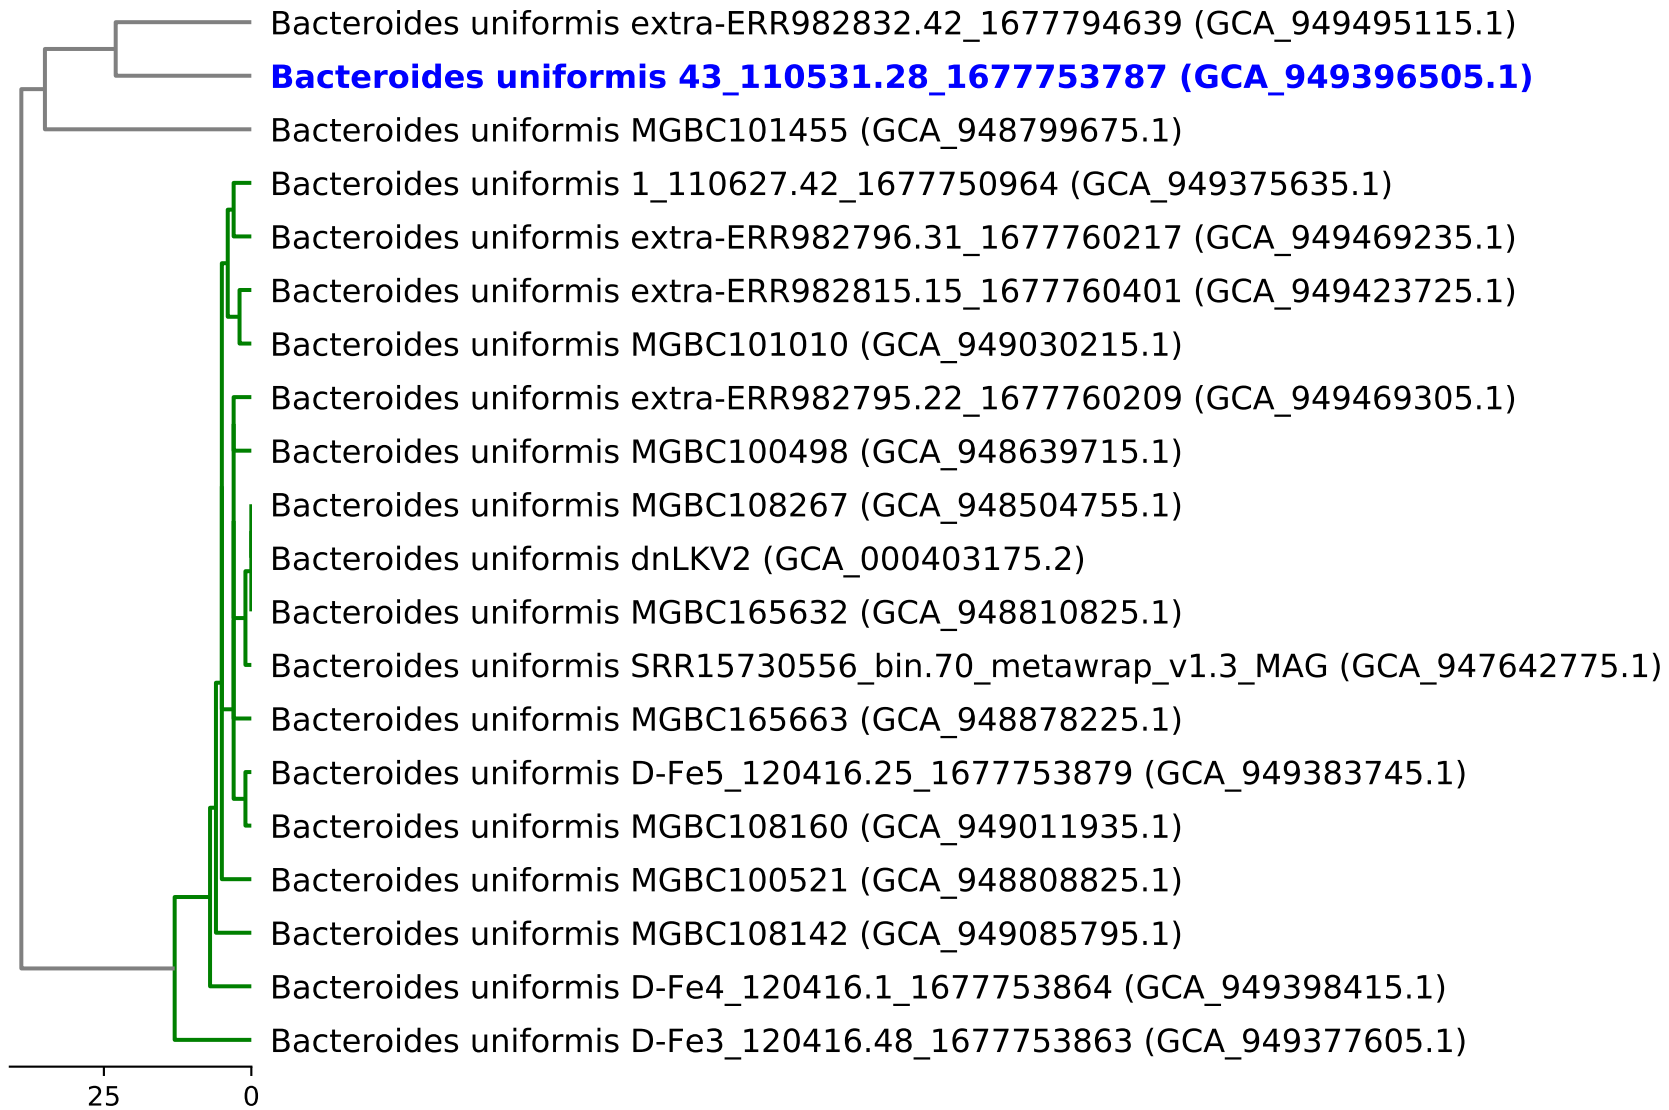 Bacteroides uniformis extra-ERR982832.42_1677794639 (GCA_949495115.1)
Bacteroides uniformis 43_110531.28_1677753787 (GCA_949396505.1)
Bacteroides uniformis MGBC101455 (GCA_948799675.1)
Bacteroides uniformis 1_110627.42_1677750964 (GCA_949375635.1)
Bacteroides uniformis extra-ERR982796.31_1677760217 (GCA_949469235.1)
Bacteroides uniformis extra-ERR982815.15_1677760401 (GCA_949423725.1)
Bacteroides uniformis MGBC101010 (GCA_949030215.1)
Bacteroides uniformis extra-ERR982795.22_1677760209 (GCA_949469305.1)
Bacteroides uniformis MGBC100498 (GCA_948639715.1)
Bacteroides uniformis MGBC108267 (GCA_948504755.1)
Bacteroides uniformis dnLKV2 (GCA_000403175.2)
Bacteroides uniformis MGBC165632 (GCA_948810825.1)
Bacteroides uniformis SRR15730556_bin.70_metawrap_v1.3_MAG (GCA_947642775.1)
Bacteroides uniformis MGBC165663 (GCA_948878225.1)
Bacteroides uniformis D-Fe5_120416.25_1677753879 (GCA_949383745.1)
Bacteroides uniformis MGBC108160 (GCA_949011935.1)
Bacteroides uniformis MGBC100521 (GCA_948808825.1)
Bacteroides uniformis MGBC108142 (GCA_949085795.1)
Bacteroides uniformis D-Fe4_120416.1_1677753864 (GCA_949398415.1)
Bacteroides uniformis D-Fe3_120416.48_1677753863 (GCA_949377605.1)
25 0